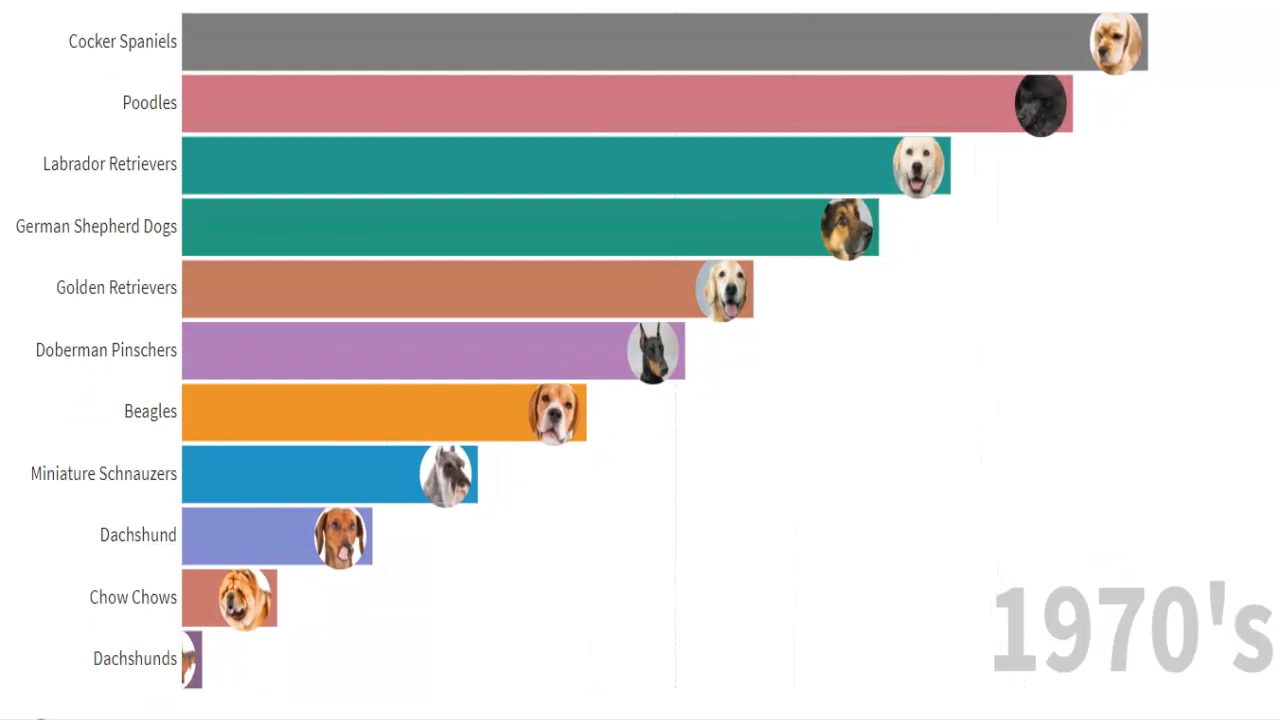 Cocker Spaniels
Poodles
Labrador Retrievers
German Shepherd Dogs
Golden Retrievers
Doberman Pinschers
Beagles
Miniature Schnauzers
Dachshund
Chow Chows
Dachshunds
1970's